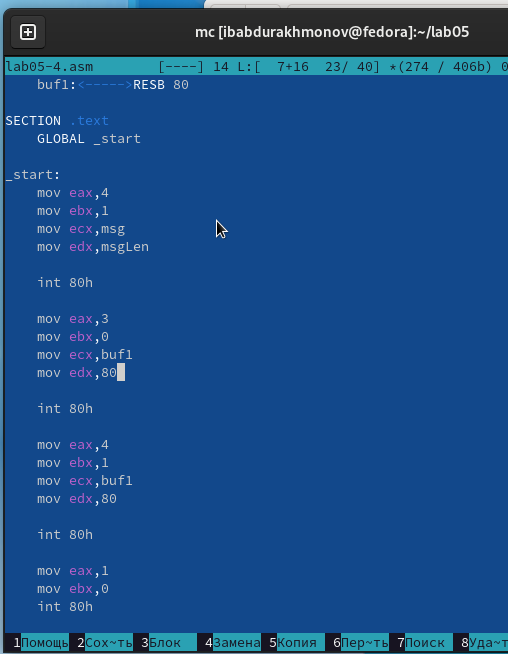 mc [ibabdurakhmonov@fedora]:~/lab05
lab05-4.asm [----] 14 L:[ 7+16 23/ 40] *(274 / 406b) 0
buf1:<----->RESB 80
SECTION .text
GLOBAL _start
_start:
mov eax,4
mov ebx,1
mov ecx,msg
mov edx,msgLen
int 80h
mov eax,3
mov ebx,0
mov ecx,buf1
mov edx,80
int 80h
mov eax,4
mov ebx,1
mov ecx,buf1
mov edx,80
int 80h
mov eax,1
mov ebx,0
int 80h
1Помощь 2Сох~ть 3Блок 4Замена 5Копия 6Пер~ть 7Поиск 8Уда~т